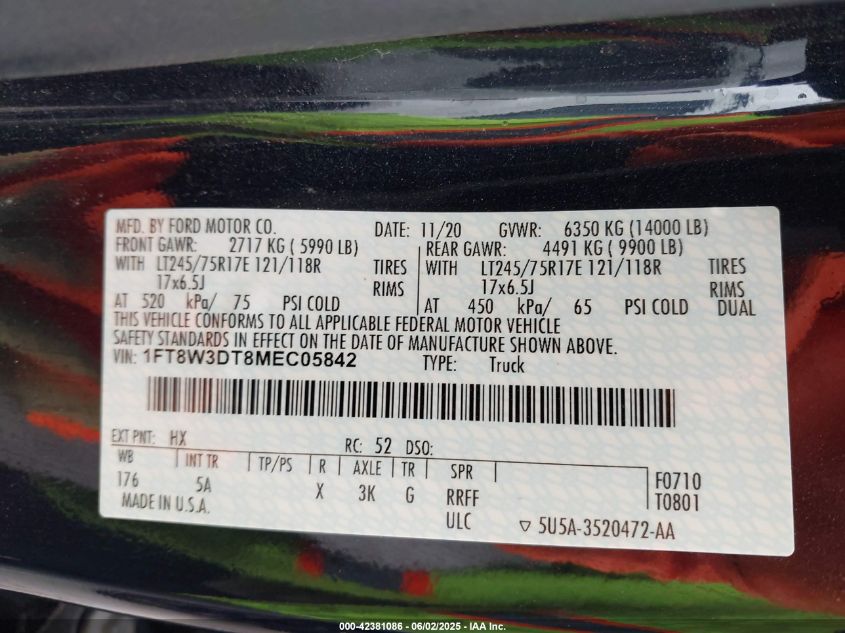 MFD. BY FORD MOTOR CO. DATE: 11/20 GVWR: 6350 KG (14000 LB)
FRONT GAWR: 2717 KG ( 5990 LB) REAR GAWR: 4491 KG ( 9900 LB)
WITH LT245/75R17E 121/118R TIRES WITH LT245/75R17E 121/118R TIRES
17x6.5J RIMS 17x6.5J RIMS
AT 520 kPa/ 75 PSI COLD AT 450 kPa/ 65 PSI COLD DUAL
THIS VEHICLE CONFORMS TO ALL APPLICABLE FEDERAL MOTOR VEHICLE
SAFETY STANDARDS IN EFFECT ON THE DATE OF MANUFACTURE SHOWN ABOVE.
VIN: 1FT8W3DT8MEC05842 TYPE: Truck
EXT PNT: HX RC: 52 DSO:
WB INT TR TP/PS R AXLE TR SPR F0710
176 5A X 3K G RRFF T0801
MADE IN U.S.A. ULC ▽ 5U5A-3520472-AA
000-42381086 - 06/02/2025 - IAA Inc.